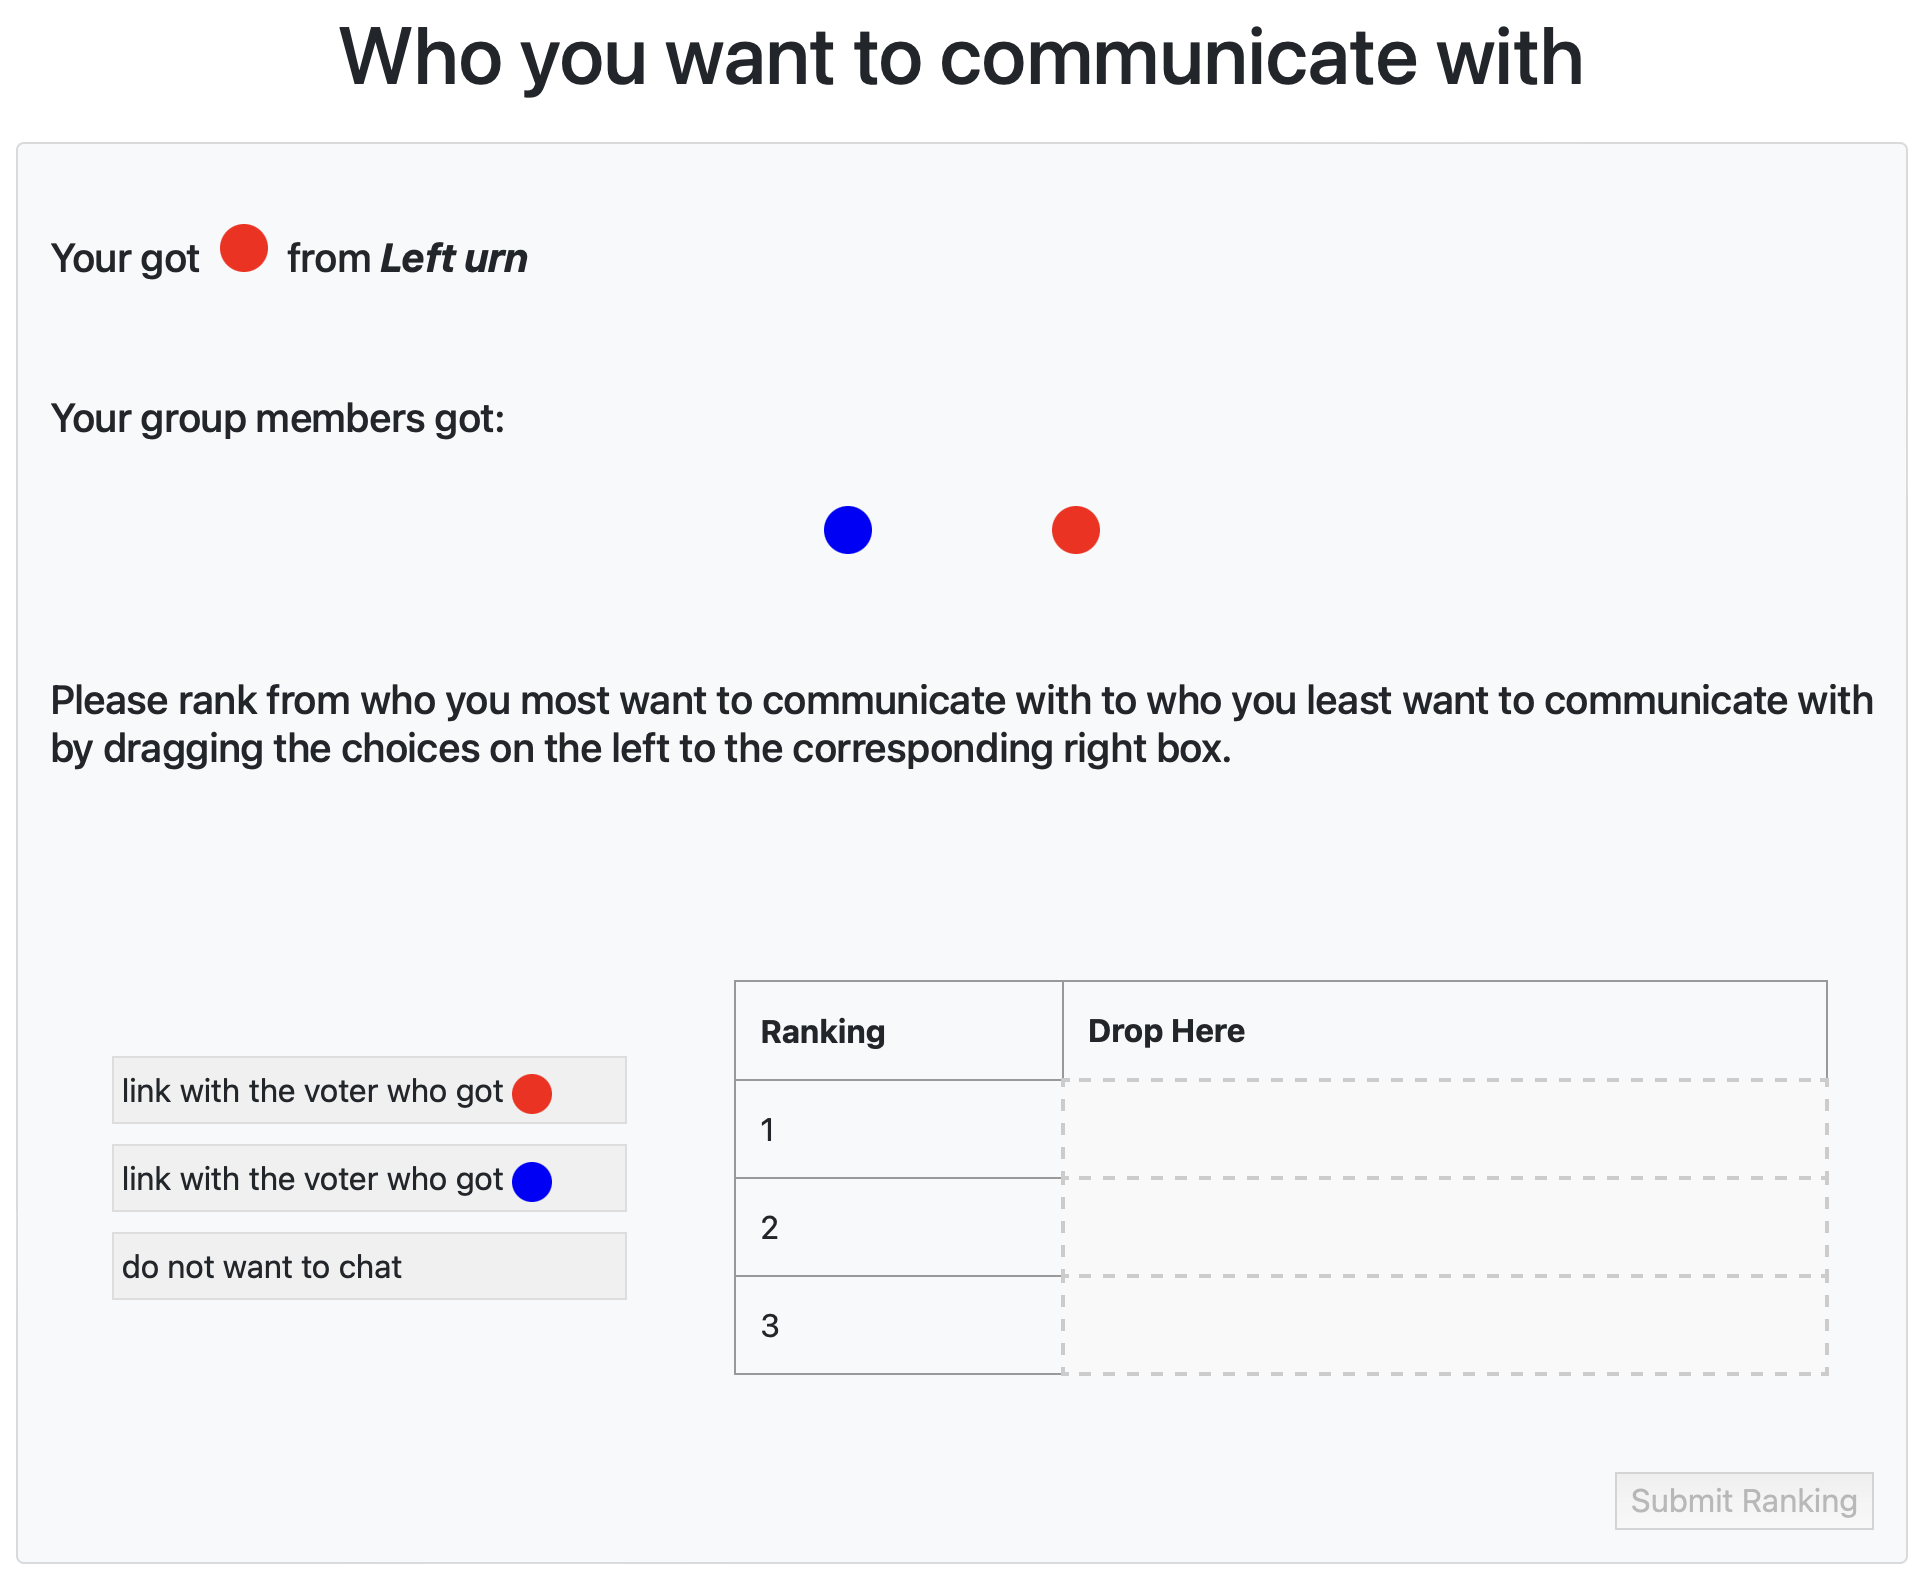 Who you want to communicate with
Your got from Left urn
Your group members got:
Please rank from who you most want to communicate with to who you least want to communicate with
by dragging the choices on the left to the corresponding right box.
Ranking Drop Here
link with the voter who got
1
link with the voter who got
2
do not want to chat
3
Submit Ranking